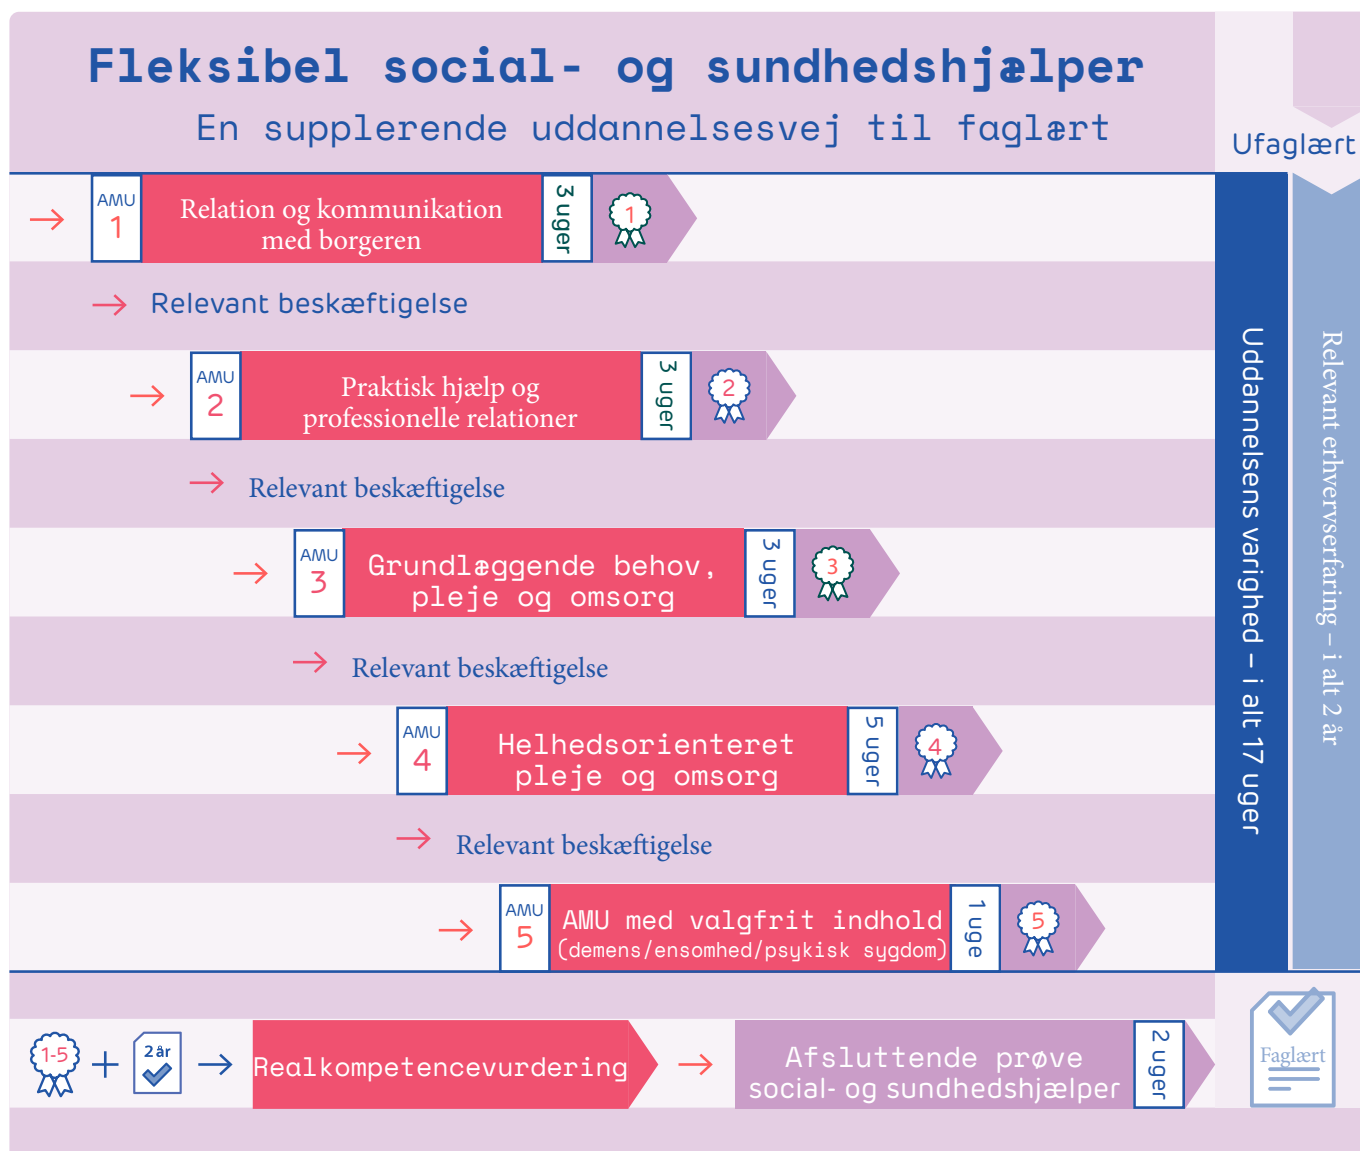 Fleksibel social- og sundhedshjælper
En supplerende uddannelsesvej til faglært
Ufaglært
AMU
1
Relation og kommunikation
med borgeren
3 uger
1
Relevant beskæftigelse
AMU
2
Praktisk hjælp og
professionelle relationer
3 uger
2
Relevant beskæftigelse
AMU
3
Grundlæggende behov,
pleje og omsorg
3 uger
3
Relevant beskæftigelse
AMU
4
Helhedsorienteret
pleje og omsorg
5 uger
4
Relevant beskæftigelse
AMU
5
AMU med valgfrit indhold
(demens/ensomhed/psykisk sygdom)
1 uge
5
Uddannelsens varighed – i alt 17 uger
Relevant erhvervserfaring – i alt 2 år
1-5
+
2 år
Realkompetencevurdering
Afsluttende prøve
social- og sundhedshjælper
2 uger
Faglært